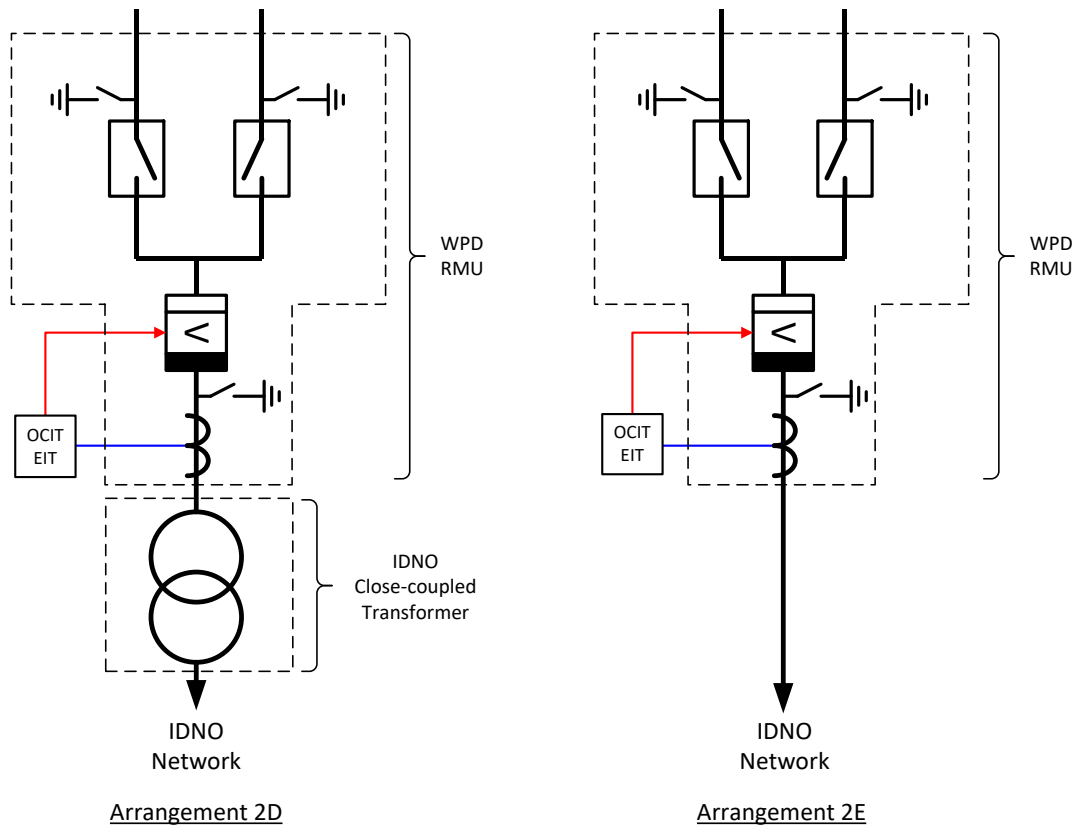 WPD
RMU
OCIT
EIT
IDNO
Close-coupled
Transformer
IDNO
Network
Arrangement 2D
WPD
RMU
OCIT
EIT
IDNO
Network
Arrangement 2E